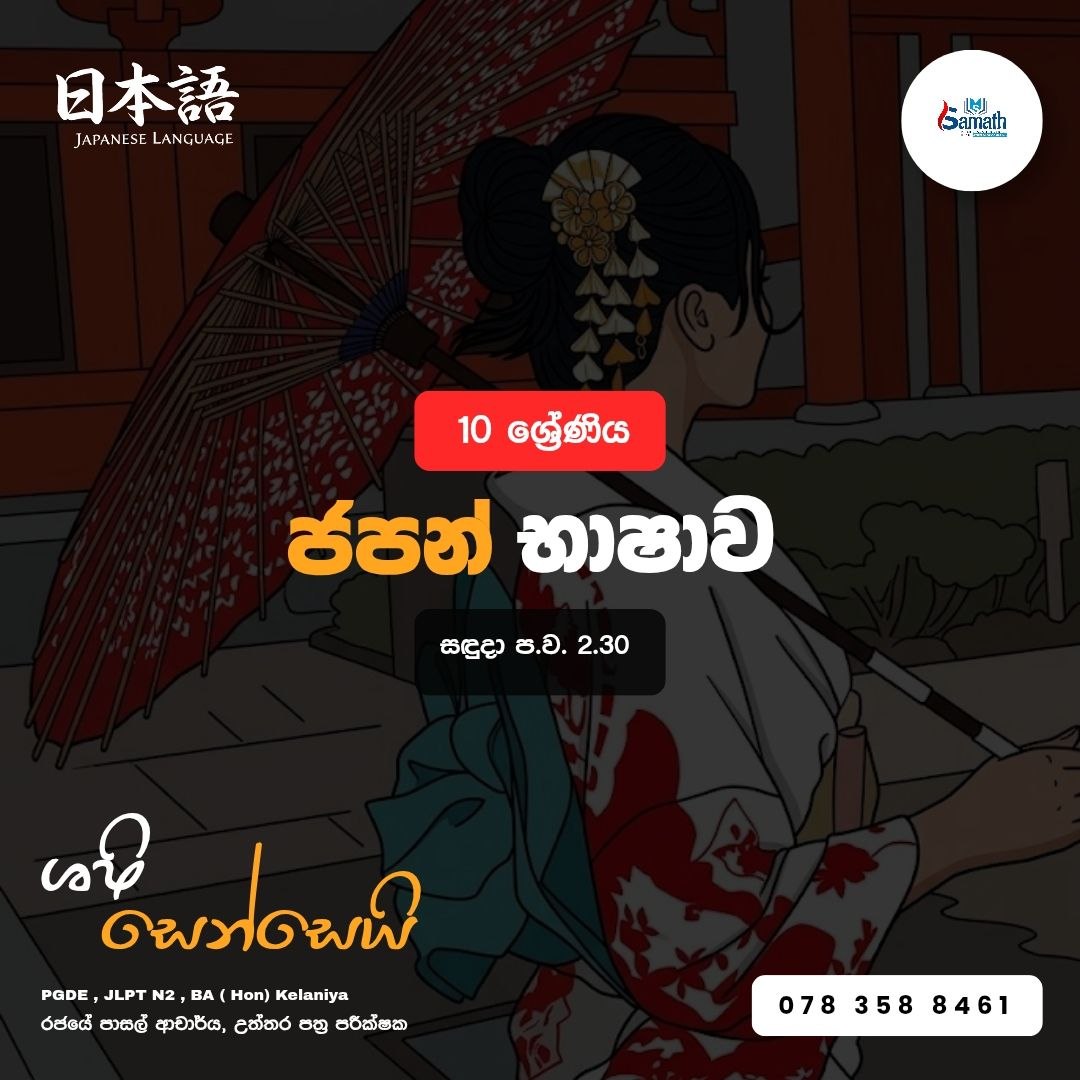 日本語
JAPANESE LANGUAGE
Samath
10 ශ්‍රේණිය
ජපන් භාෂාව
සඳුදා ප.ව. 2.30
ශෂී
සෙන්සෙයි
PGDE , JLPT N2 , BA ( Hon) Kelaniya
රජයේ පාසල් ආචාර්ය, උත්තර පත්‍ර පරීක්ෂක
078 358 8461